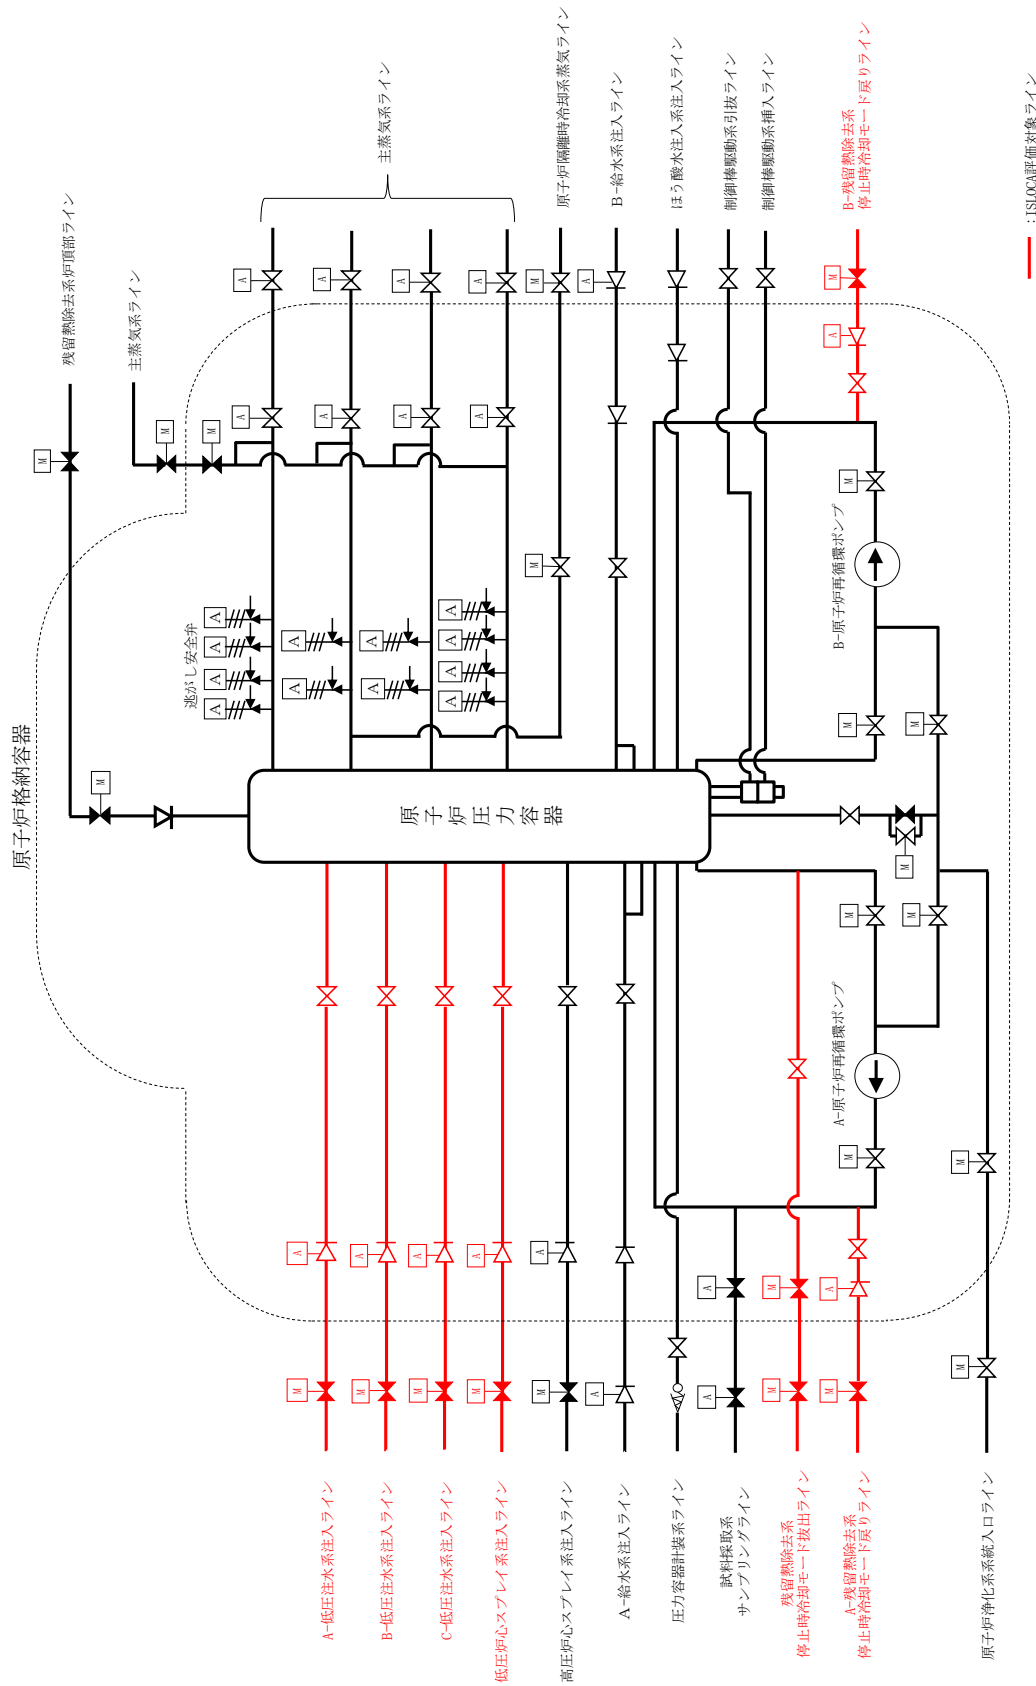 原子炉格納容器
残留熱除去系炉頂部ライン
主蒸気系ライン
主蒸気系ライン
原子炉隔離時冷却系蒸気ライン
B-給水系注入ライン
ほう酸水注入系注入ライン
制御棒駆動系引抜ライン
制御棒駆動系挿入ライン
B-残留熱除去系
停止時冷却モード戻りライン
:ISLOCA評価対象ライン
M
M
M
M
A
A
A
A
M
A
M
A
A
A
A
A
M
M
逃がし安全弁
A
A
A
A
A
A
A
A
A
A
A
A
B-原子炉再循環ポンプ
M
M
M
原子炉圧力容器
M
M
M
A-原子炉再循環ポンプ
M
M
A
A
A
A
A
A
M
A
M
M
M
M
M
A
A
M
M
M
A-低圧注水系注入ライン
B-低圧注水系注入ライン
C-低圧注水系注入ライン
低圧炉心スプレイ系注入ライン
高圧炉心スプレイ系注入ライン
A-給水系注入ライン
圧力容器計装系ライン
試料採取系
サンプリングライン
残留熱除去系
停止時冷却モード抜出ライン
A-残留熱除去系
停止時冷却モード戻りライン
原子炉浄化系系統入口ライン